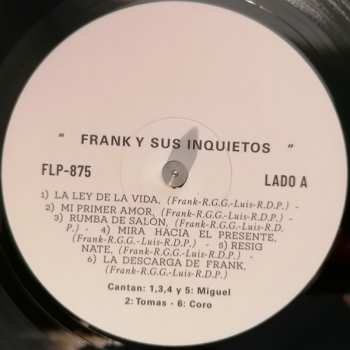 " FRANK Y SUS INQUIETOS "
FLP-875 LADO A
1) LA LEY DE LA VIDA, (Frank-R.G.G.-Luis-R.D.P.) -
2) MI PRIMER AMOR, (Frank-R.G.G.-Luis-R.D.P.) -
3) RUMBA DE SALÓN, (Frank-R.G.G.-Luis-R.D.
P.) - 4) MIRA HACIA EL PRESENTE,
(Frank-R.G.G.-Luis-R.D.P.) - 5) RESIG
NATE, (Frank-R.G.G.-Luis-R.D.P.)
6) LA DESCARGA DE FRANK,
(Frank-R.G.G.-Luis-R.D.P.)
Cantan: 1,3,4 y 5: Miguel
2: Tomas - 6: Coro